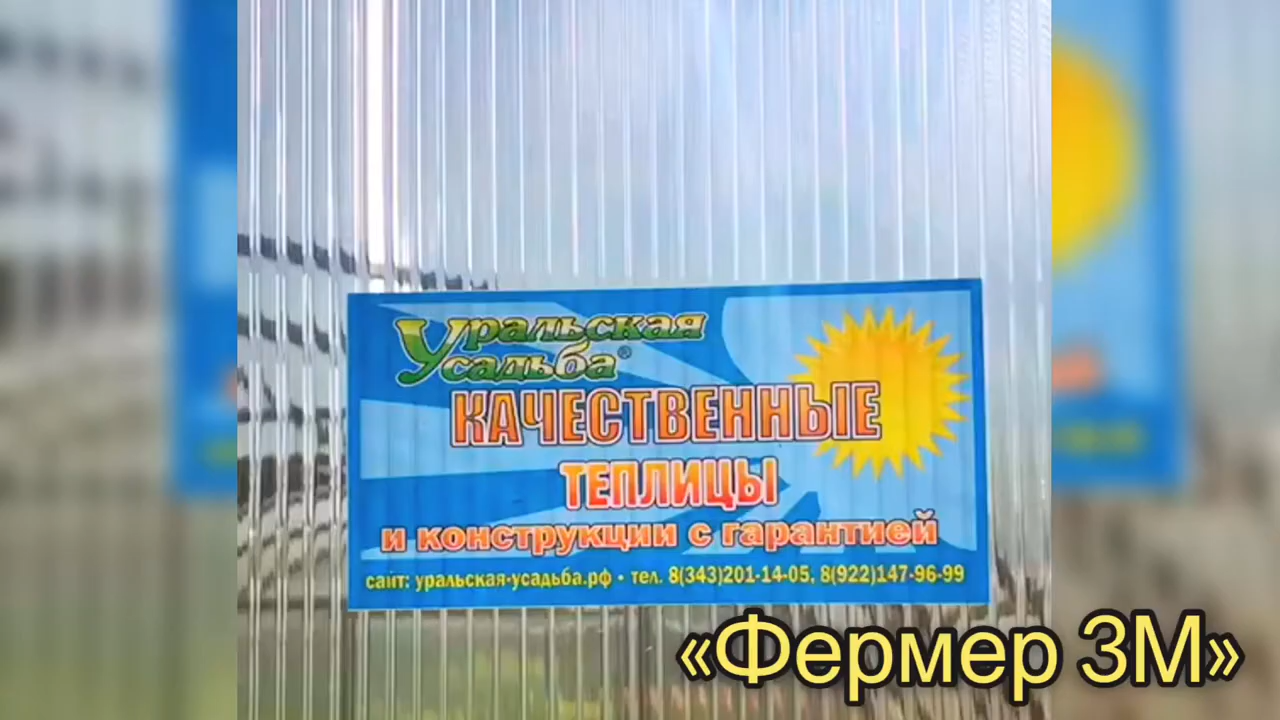 Уральская
Усадьба®
КАЧЕСТВЕННЫЕ
ТЕПЛИЦЫ
и конструкции с гарантией
сайт: уральская-усадьба.рф • тел. 8(343)201-14-05, 8(922)147-96-99
«Фермер 3М»